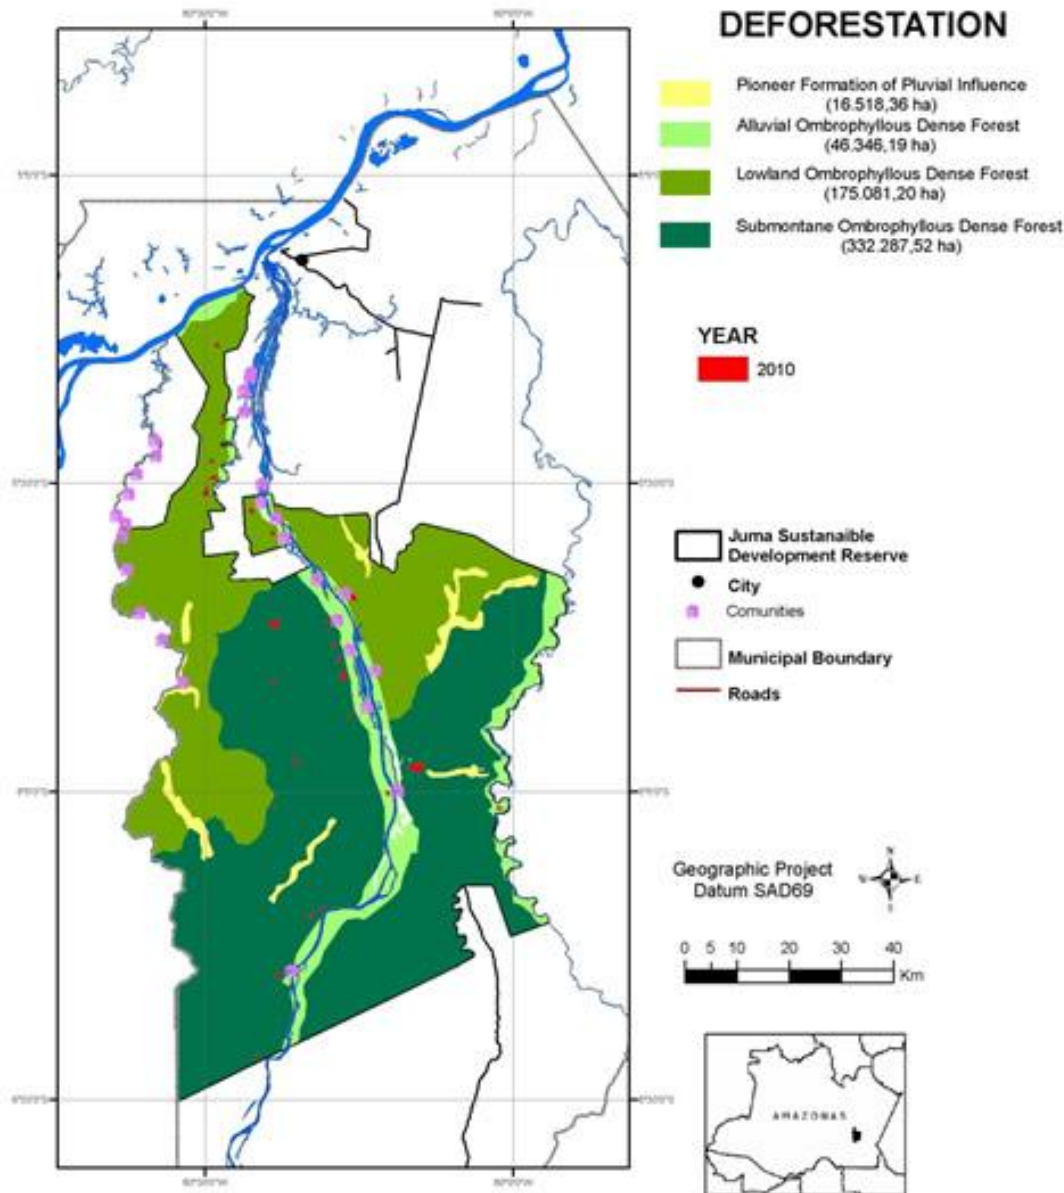 DEFORESTATION
Pioneer Formation of Pluvial Influence
(16.518,36 ha)
Alluvial Ombrophyllous Dense Forest
(46.346,19 ha)
Lowland Ombrophyllous Dense Forest
(175.081,20 ha)
Submontane Ombrophyllous Dense Forest
(332.287,52 ha)
YEAR
2010
Juma Sustanaible
Development Reserve
City
Comunities
Municipal Boundary
Roads
Geographic Project
Datum SAD69
N
W E
0 5 10 20 30 40
Km
AMAZONAS